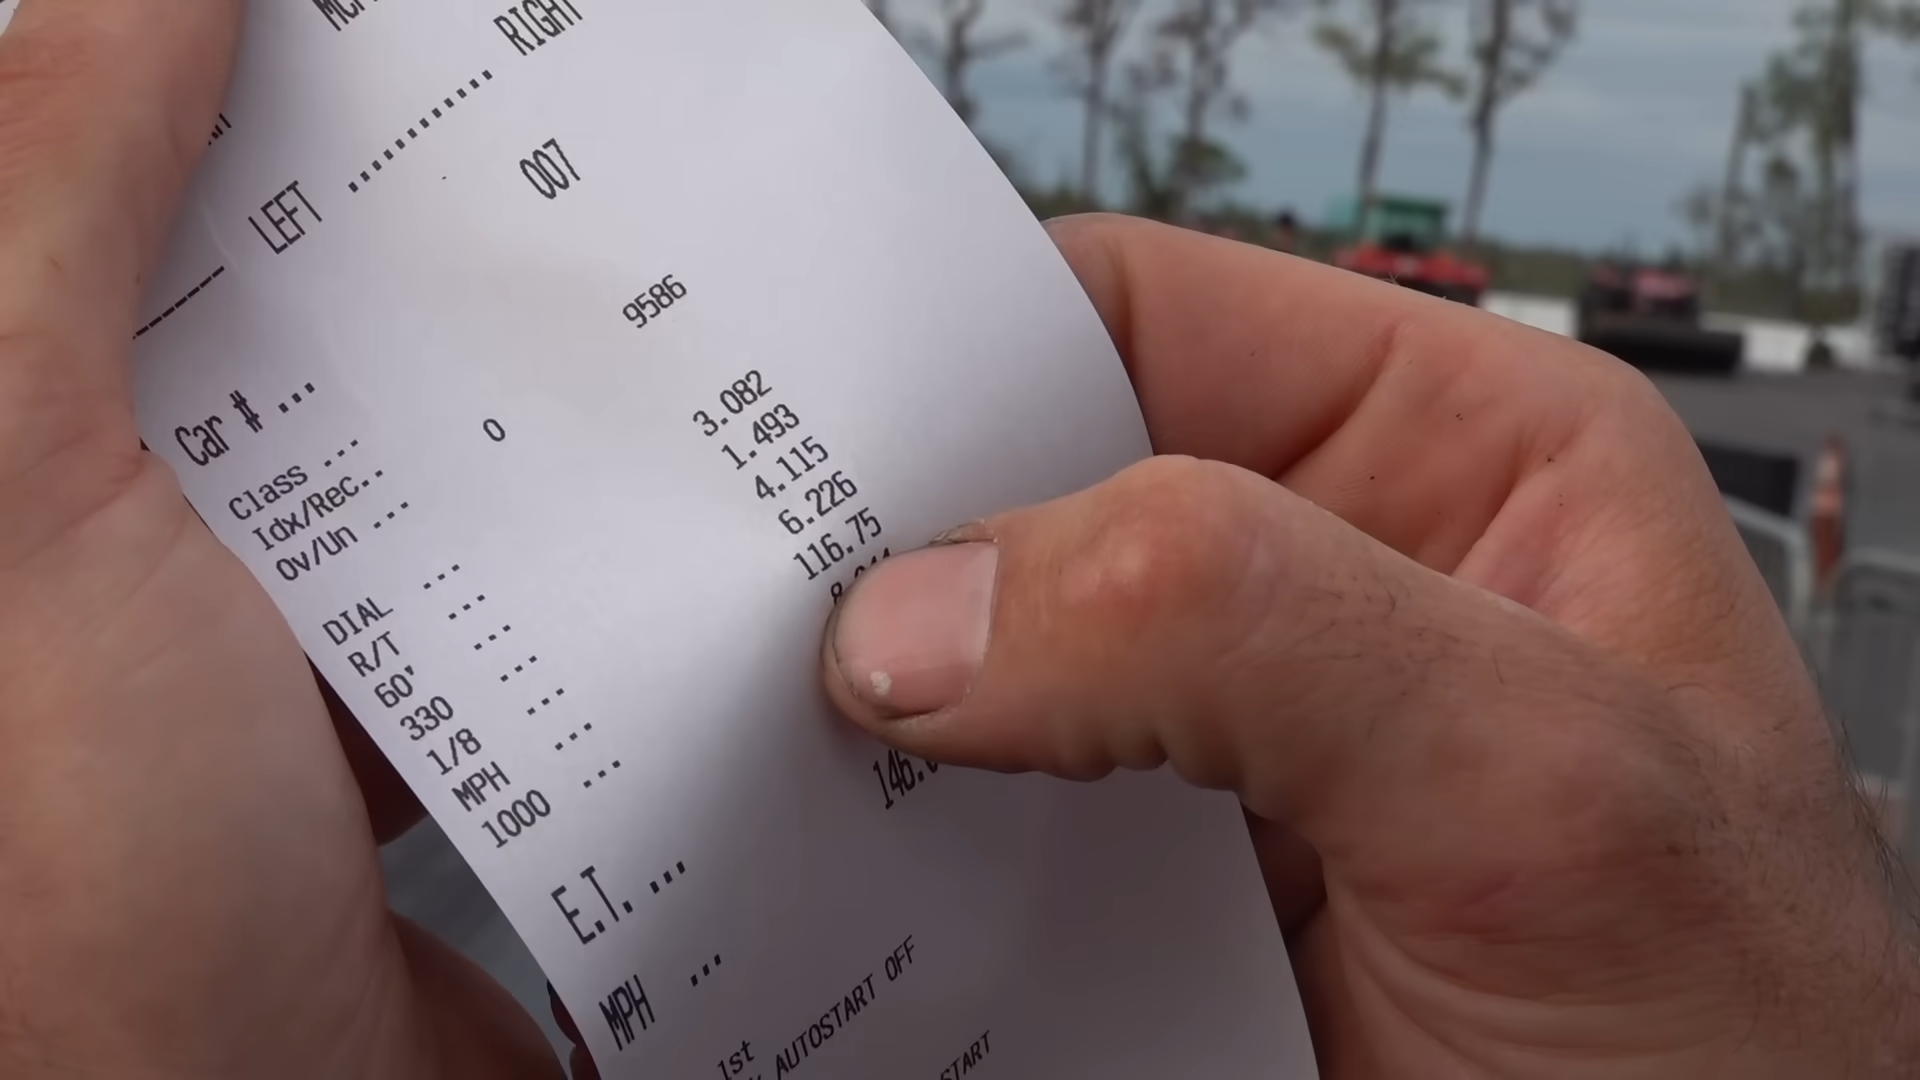 LEFT .......... RIGHT
007
Car # ...
9586
Class ... 0
Idx/Rec..
Ov/Un ...
DIAL ...
R/T ... 3.082
60' ... 1.493
330 ... 4.115
1/8 ... 6.226
MPH ... 116.75
1000 ...
E.T. ...
MPH ...
1st
AUTOSTART OFF